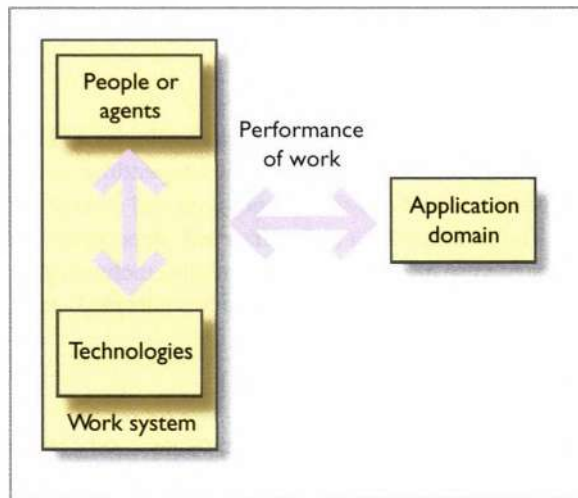 People or
agents
Performance
of work
Application
domain
Technologies
Work system